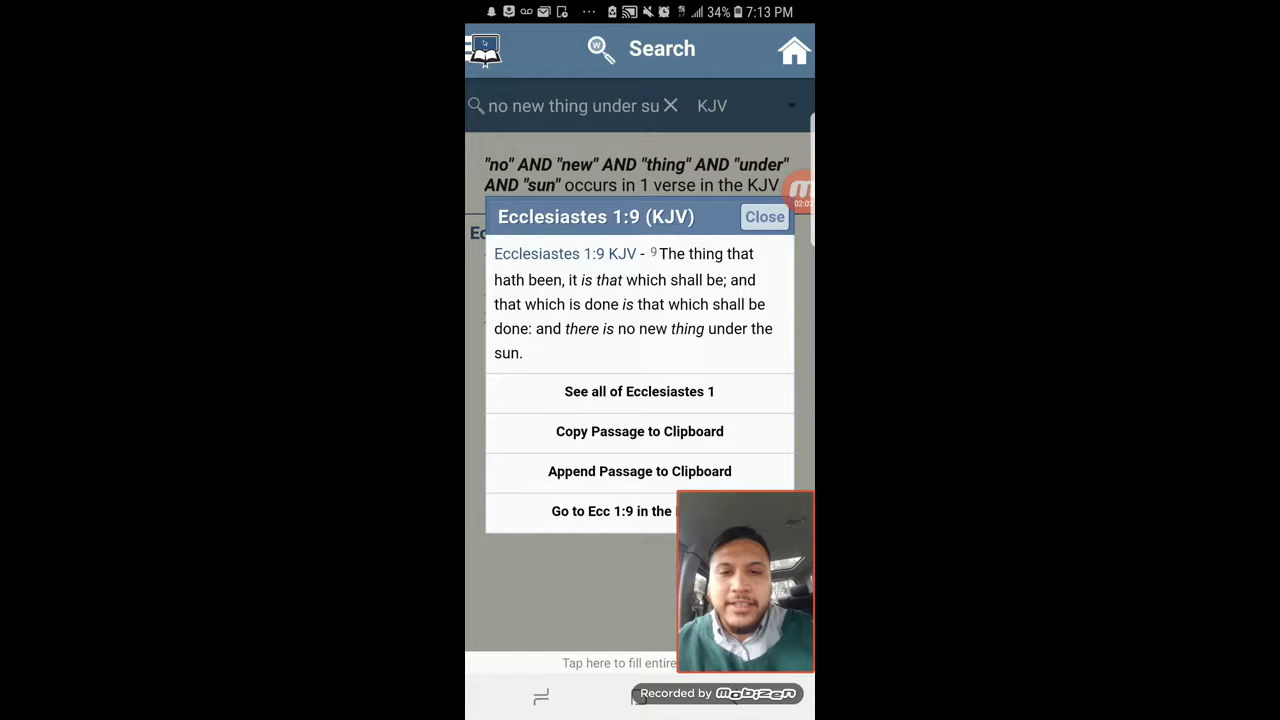 34% 7:13 PM
W Search
no new thing under su KJV
"no" AND "new" AND "thing" AND "under"
AND "sun" occurs in 1 verse in the KJV
02:0
Ecclesiastes 1:9 (KJV) Close
Ec
Ecclesiastes 1:9 KJV - 9 The thing that
hath been, it is that which shall be; and
that which is done is that which shall be
done: and there is no new thing under the
sun.
See all of Ecclesiastes 1
Copy Passage to Clipboard
Append Passage to Clipboard
Go to Ecc 1:9 in the
Tap here to fill entire
Recorded by mobizen